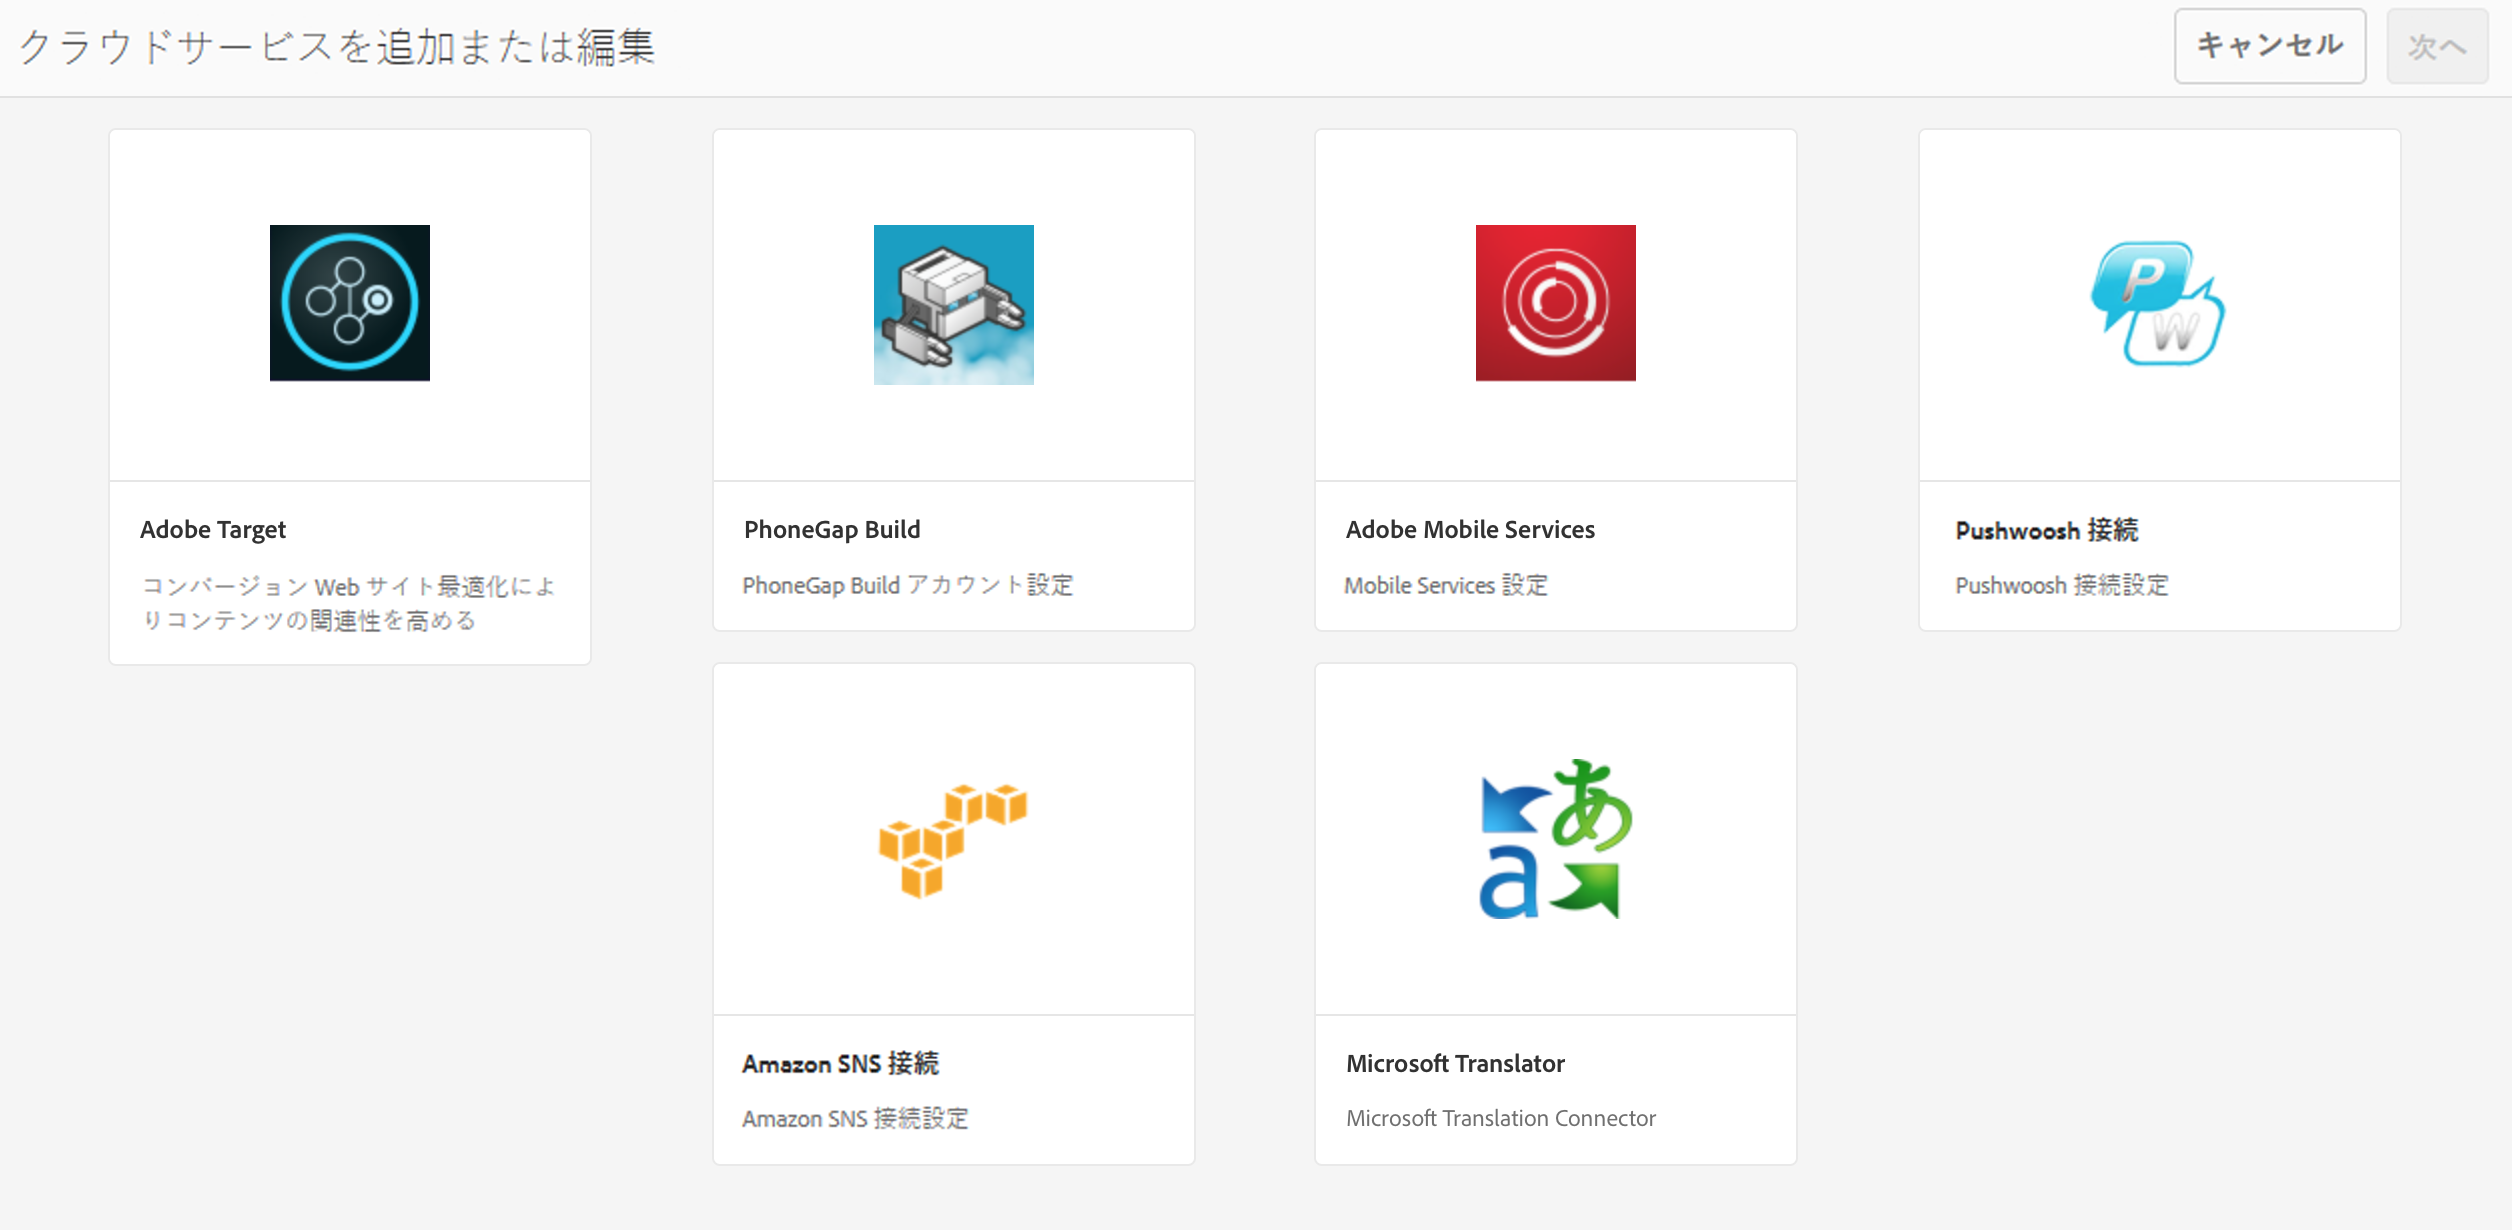 クラウドサービスを追加または編集
キャンセル
次へ
P
W
Adobe Target
コンバージョン Web サイト最適化によ
りコンテンツの関連性を高める
PhoneGap Build
PhoneGap Build アカウント設定
Adobe Mobile Services
Mobile Services 設定
Pushwoosh 接続
Pushwoosh 接続設定
あ
a
Amazon SNS 接続
Amazon SNS 接続設定
Microsoft Translator
Microsoft Translation Connector